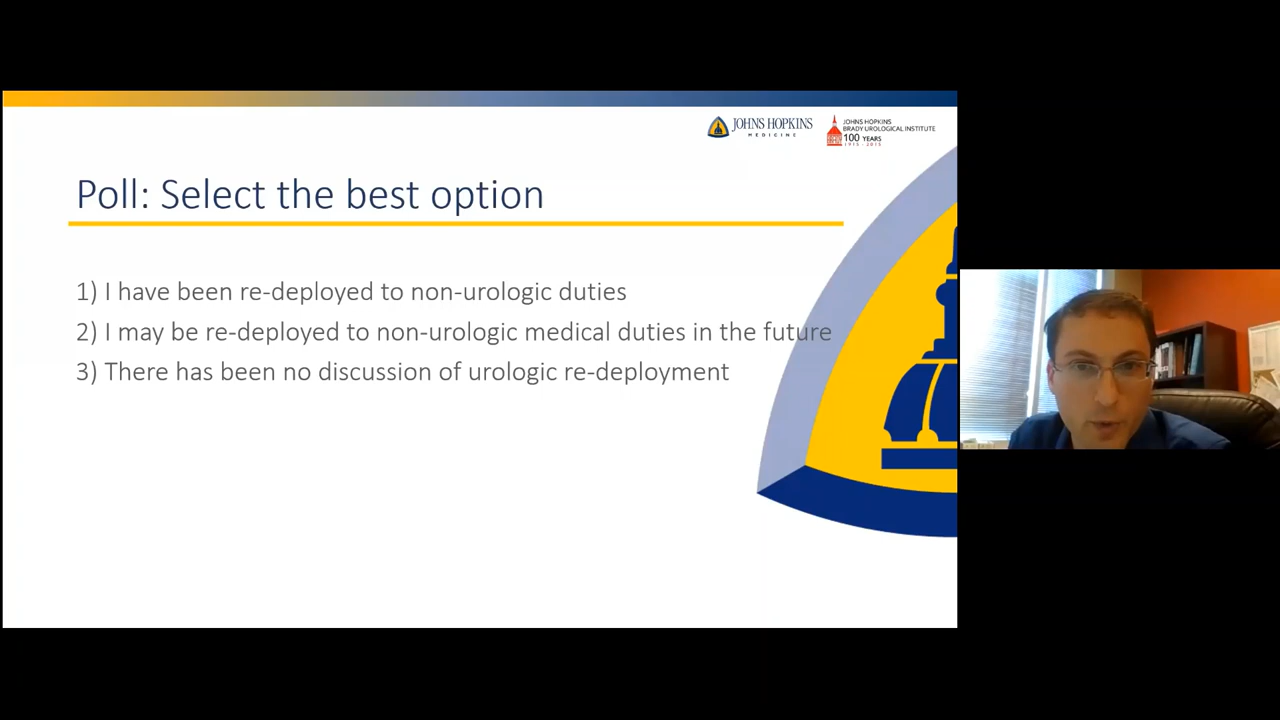 JOHNS HOPKINS
MEDICINE
JOHNS HOPKINS
BRADY UROLOGICAL INSTITUTE
100 YEARS
1915 - 2015
Poll: Select the best option
1) I have been re-deployed to non-urologic duties
2) I may be re-deployed to non-urologic medical duties in the future
3) There has been no discussion of urologic re-deployment